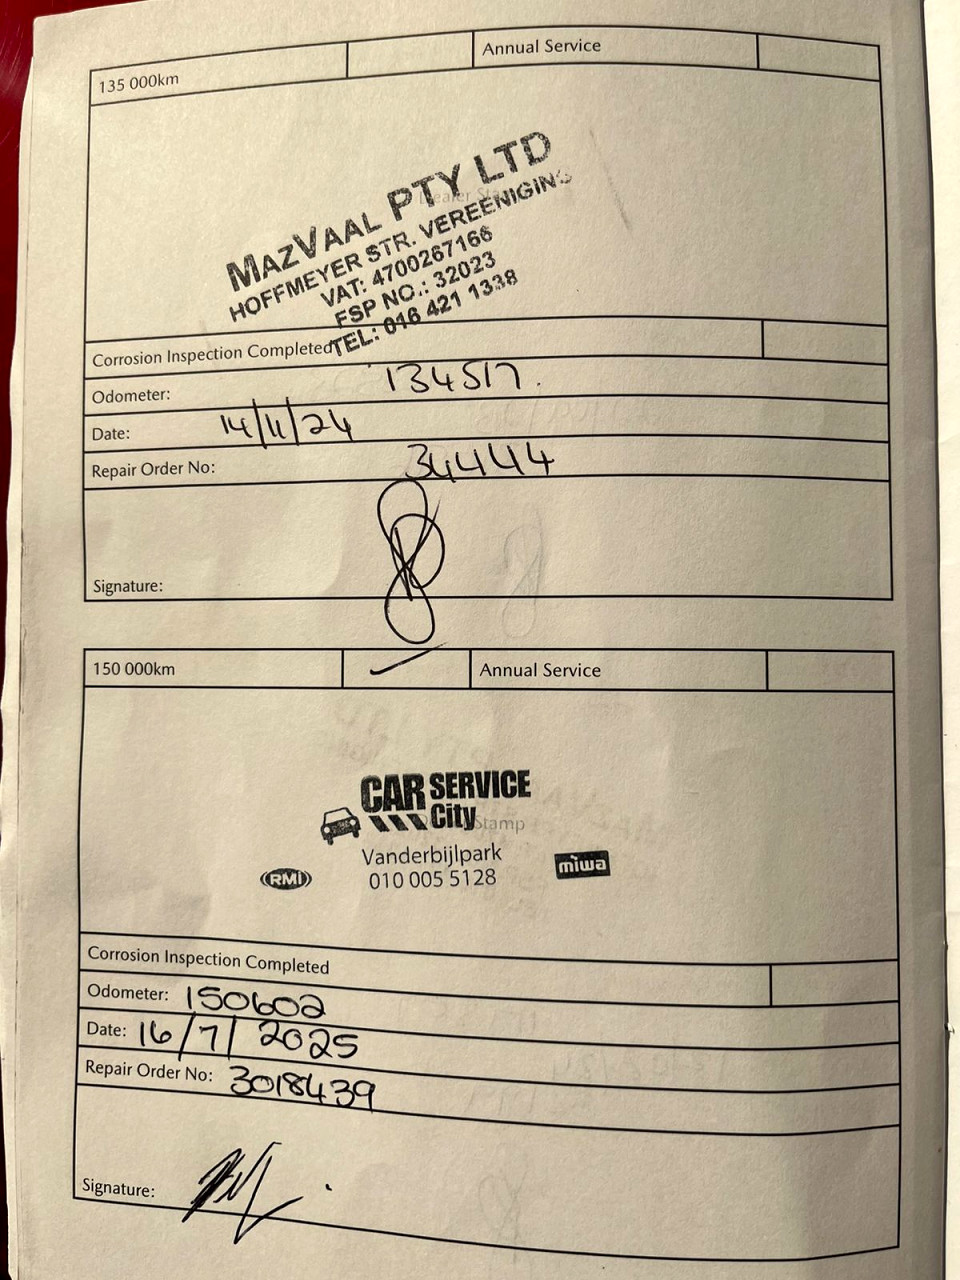 135 000km Annual Service
Dealer Stamp
MAZVAAL PTY LTD
HOFFMEYER STR. VEREENIGING
VAT: 4700267166
FSP NO.: 32023
TEL: 016 421 1338
Corrosion Inspection Completed
Odometer: 134517.
Date: 14/11/24
Repair Order No: 34444
Signature:
150 000km Annual Service
CAR SERVICE
City
Stamp
Vanderbijlpark
RMI miwa
010 005 5128
Corrosion Inspection Completed
Odometer: 150602
Date: 16/7/2025
Repair Order No: 3018439
Signature: